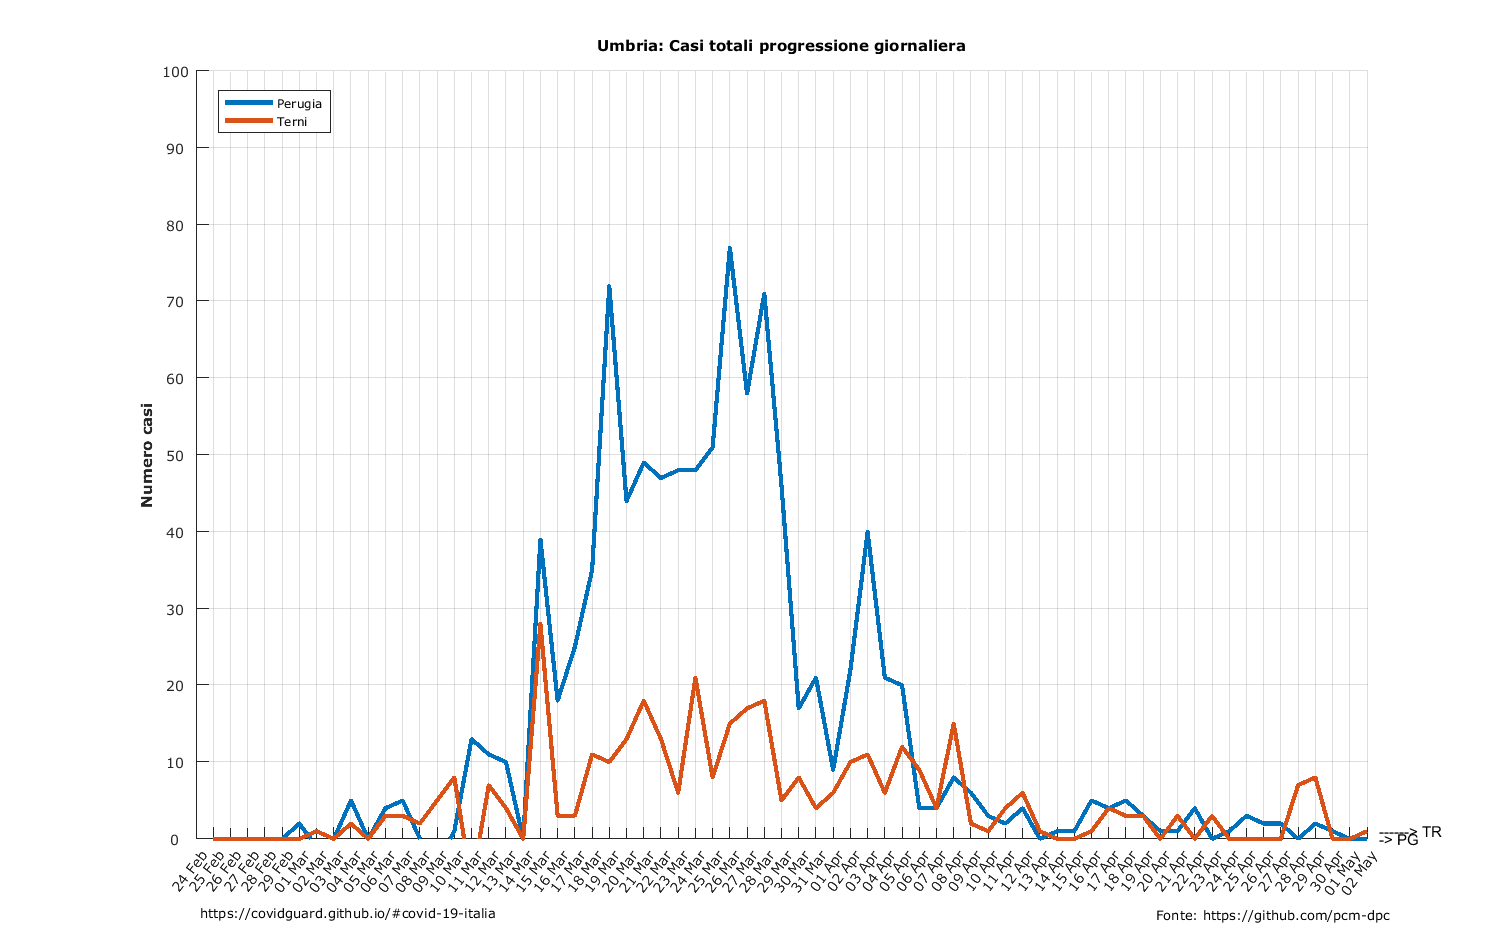 Umbria: Casi totali progressione giornaliera
100
90
80
70
60
50
40
30
20
10
0
Numero casi
Perugia
Terni
------> TR
-> PG
24 Feb
25 Feb
26 Feb
27 Feb
28 Feb
29 Feb
01 Mar
02 Mar
03 Mar
04 Mar
05 Mar
06 Mar
07 Mar
08 Mar
09 Mar
10 Mar
11 Mar
12 Mar
13 Mar
14 Mar
15 Mar
16 Mar
17 Mar
18 Mar
19 Mar
20 Mar
21 Mar
22 Mar
23 Mar
24 Mar
25 Mar
26 Mar
27 Mar
28 Mar
29 Mar
30 Mar
31 Mar
01 Apr
02 Apr
03 Apr
04 Apr
05 Apr
06 Apr
07 Apr
08 Apr
09 Apr
10 Apr
11 Apr
12 Apr
13 Apr
14 Apr
15 Apr
16 Apr
17 Apr
18 Apr
19 Apr
20 Apr
21 Apr
22 Apr
23 Apr
24 Apr
25 Apr
26 Apr
27 Apr
28 Apr
29 Apr
30 Apr
01 May
02 May
https://covidguard.github.io/#covid-19-italia
Fonte: https://github.com/pcm-dpc